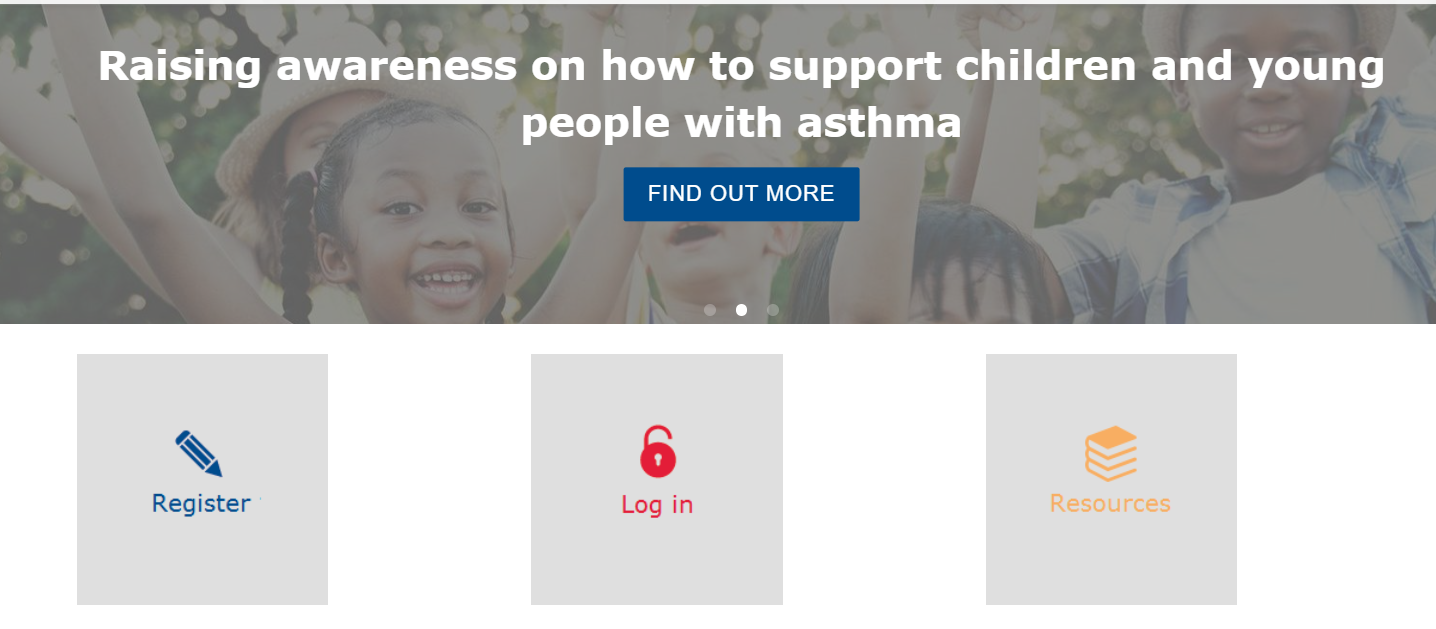 Raising awareness on how to support children and young
people with asthma
FIND OUT MORE
Register
Log in
Resources